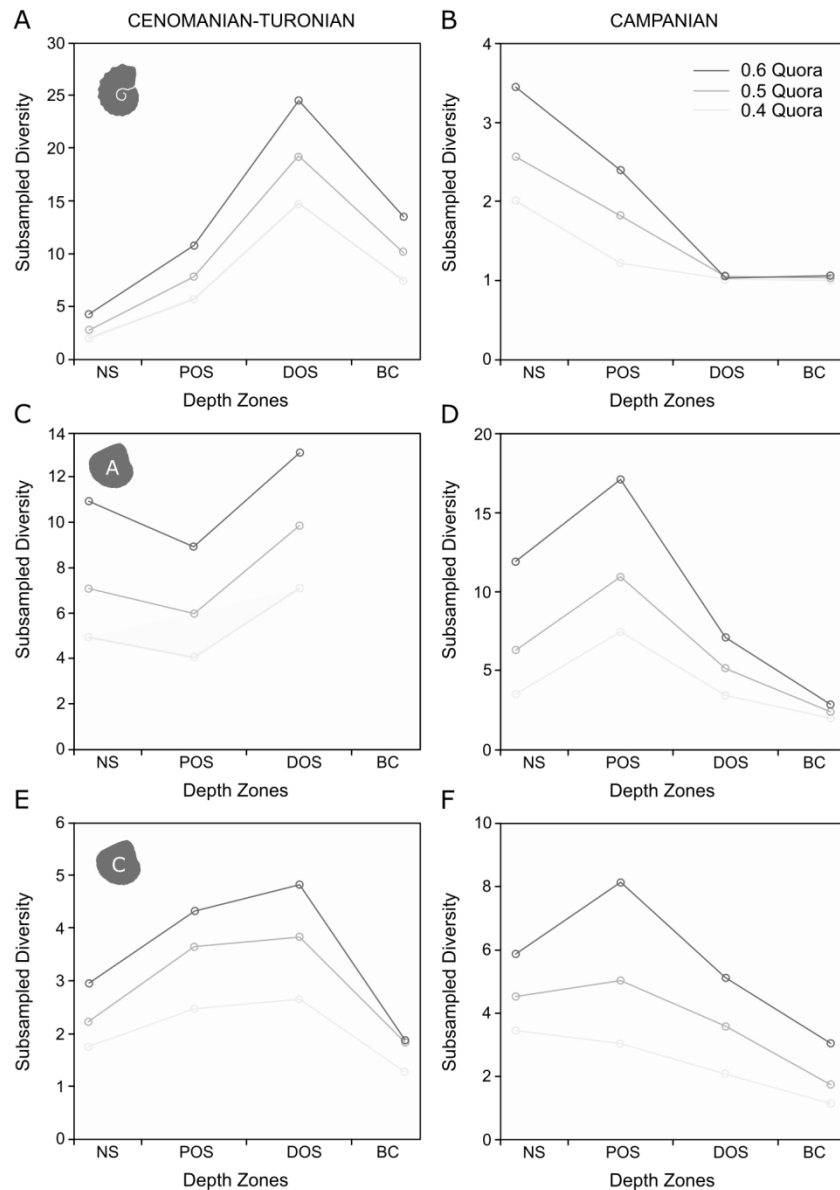 CENOMANIAN-TURONIAN
CAMPANIAN
A
30
25
20
15
10
5
0
Subsampled Diversity
NS POS DOS BC
Depth Zones
B
4
3
2
1
0
Subsampled Diversity
0.6 Quora
0.5 Quora
0.4 Quora
NS POS DOS BC
Depth Zones
C
A
14
12
10
8
6
4
2
0
Subsampled Diversity
NS POS DOS BC
Depth Zones
D
20
15
10
5
0
Subsampled Diversity
NS POS DOS BC
Depth Zones
E
C
6
5
4
3
2
1
0
Subsampled Diversity
NS POS DOS BC
Depth Zones
F
10
8
6
4
2
0
Subsampled Diversity
NS POS DOS BC
Depth Zones